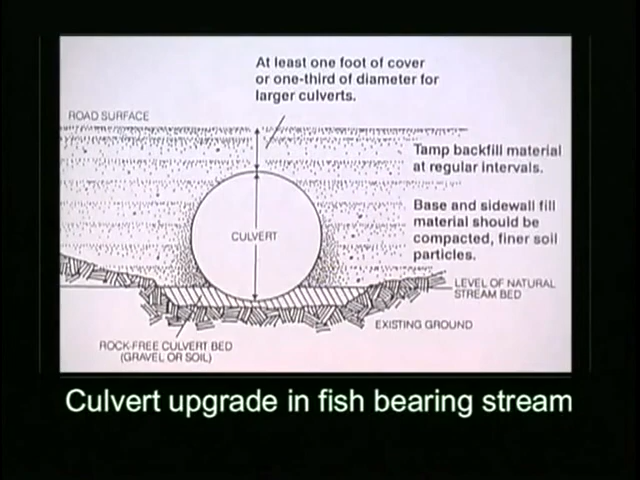 At least one foot of cover
or one-third of diameter for
larger culverts.
ROAD SURFACE
Tamp backfill material
at regular intervals.
Base and sidewall fill
material should be
compacted, finer soil
particles.
CULVERT
LEVEL OF NATURAL
STREAM BED
EXISTING GROUND
ROCK-FREE CULVERT BED
(GRAVEL OR SOIL)
Culvert upgrade in fish bearing stream